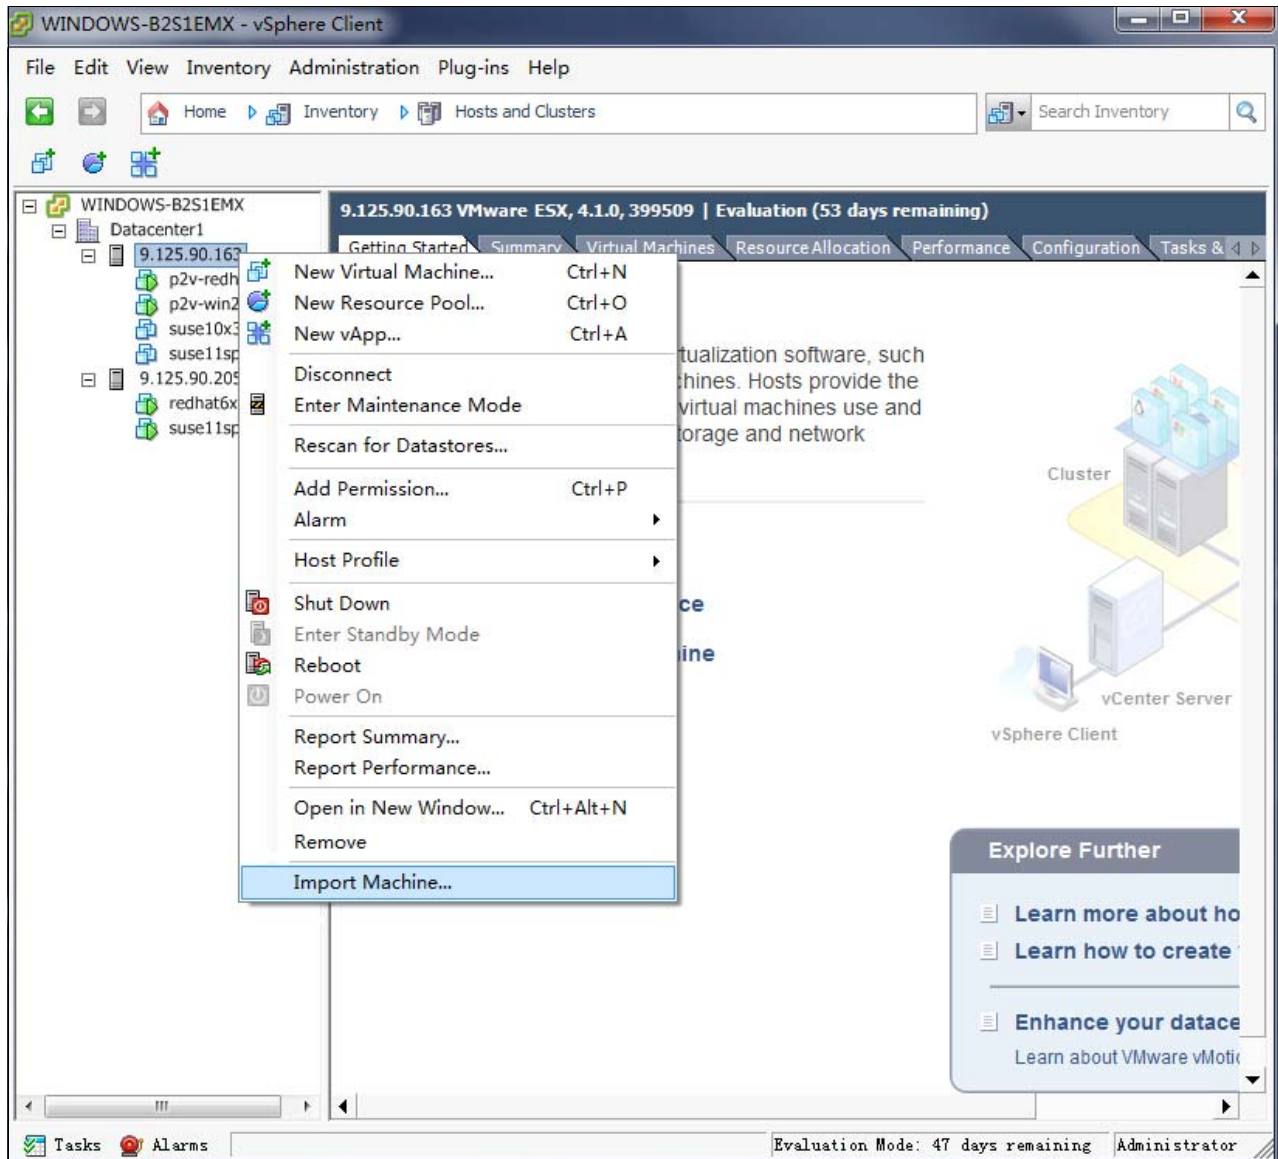 WINDOWS-B2S1EMX - vSphere Client
File Edit View Inventory Administration Plug-ins Help
Home Inventory Hosts and Clusters Search Inventory
WINDOWS-B2S1EMX
Datacenter1
9.125.90.163
p2v-redh
p2v-win2
suse10x3
suse11sp
9.125.90.205
redhat6x
suse11sp
9.125.90.163 VMware ESX, 4.1.0, 399509 | Evaluation (53 days remaining)
Getting Started Summary Virtual Machines Resource Allocation Performance Configuration Tasks &
New Virtual Machine... Ctrl+N
New Resource Pool... Ctrl+O
New vApp... Ctrl+A
Disconnect
Enter Maintenance Mode
Rescan for Datastores...
Add Permission... Ctrl+P
Alarm
Host Profile
Shut Down
Enter Standby Mode
Reboot
Power On
Report Summary...
Report Performance...
Open in New Window... Ctrl+Alt+N
Remove
Import Machine...
tualization software, such
hines. Hosts provide the
virtual machines use and
torage and network
ce
ine
Cluster
vCenter Server
vSphere Client
Explore Further
Learn more about ho
Learn how to create
Enhance your datace
Learn about VMware vMotic
Tasks Alarms Evaluation Mode: 47 days remaining Administrator